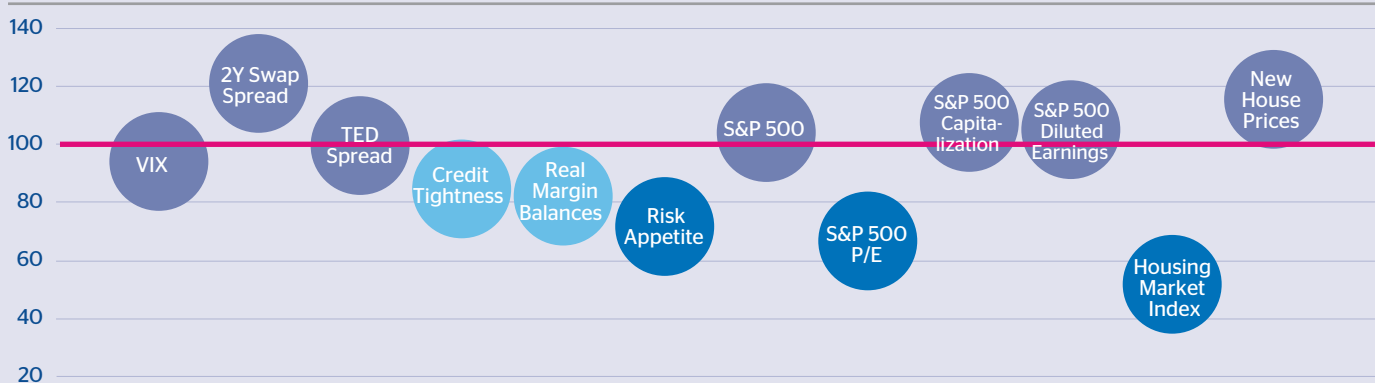 140
120
100
80
60
40
20
VIX
2Y Swap
Spread
TED
Spread
Credit
Tightness
Real
Margin
Balances
Risk
Appetite
S&P 500
S&P 500
P/E
S&P 500
Capita-
lization
S&P 500
Diluted
Earnings
Housing
Market
Index
New
House
Prices